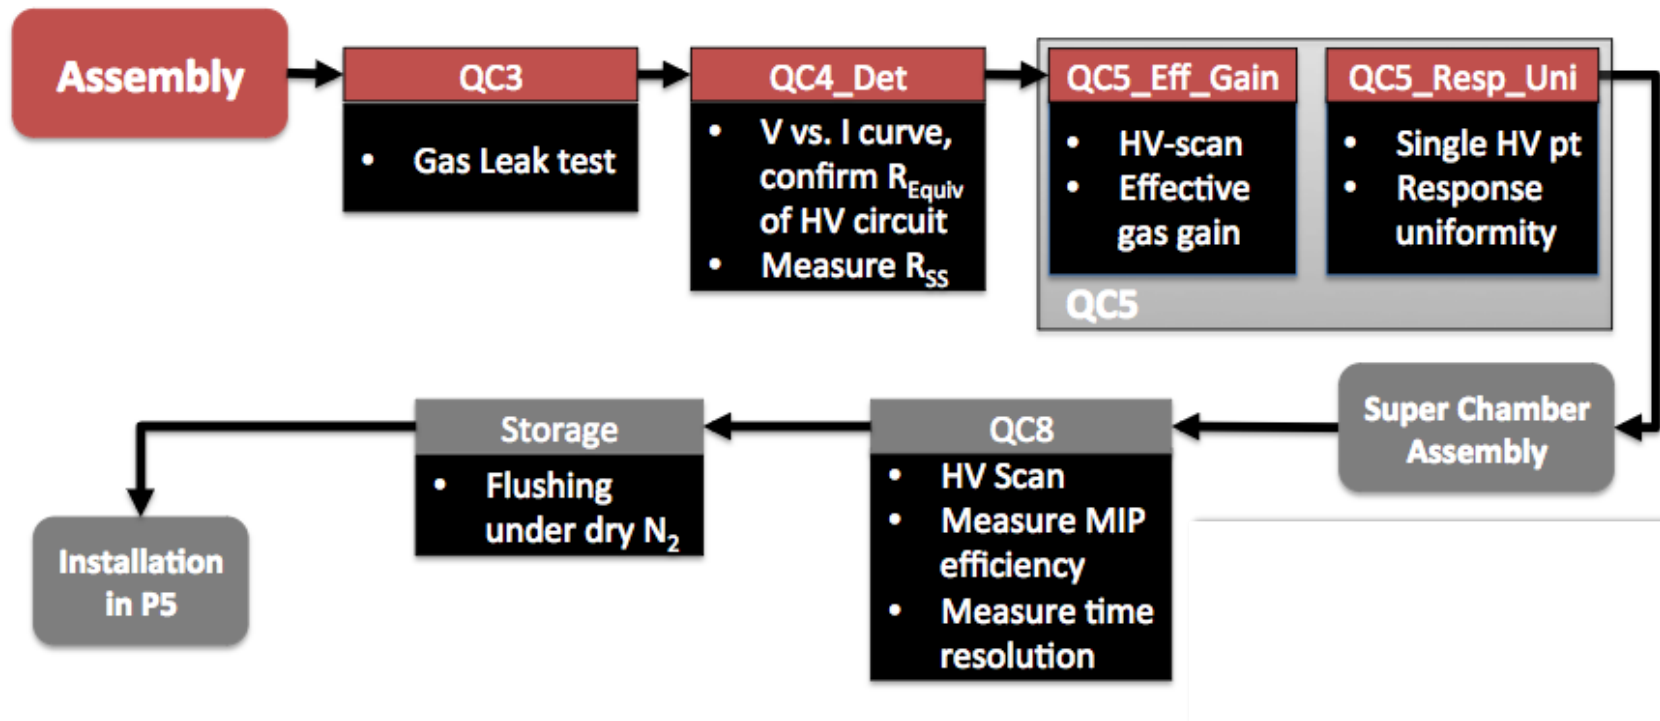 Assembly
QC3
• Gas Leak test
QC4_Det
• V vs. I curve,
confirm R_Equiv
of HV circuit
• Measure R_SS
QC5_Eff_Gain
• HV-scan
• Effective
gas gain
QC5_Resp_Uni
• Single HV pt
• Response
uniformity
QC5
Super Chamber
Assembly
QC8
• HV Scan
• Measure MIP
efficiency
• Measure time
resolution
Storage
• Flushing
under dry N₂
Installation
in P5